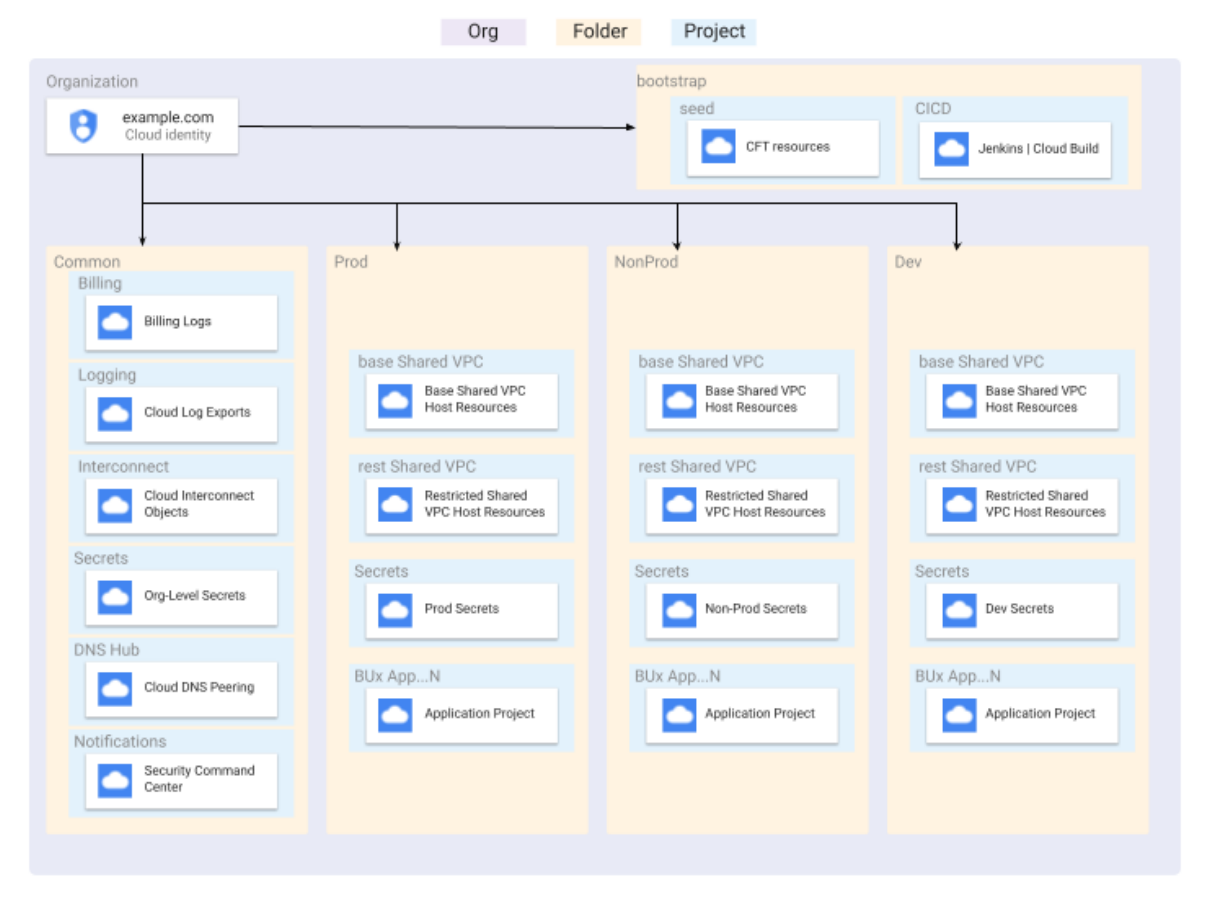 Org
Folder
Project
Organization
example.com
Cloud identity
bootstrap
seed
CFT resources
CICD
Jenkins | Cloud Build
Common
Billing
Billing Logs
Logging
Cloud Log Exports
Interconnect
Cloud Interconnect
Objects
Secrets
Org-Level Secrets
DNS Hub
Cloud DNS Peering
Notifications
Security Command
Center
Prod
base Shared VPC
Base Shared VPC
Host Resources
rest Shared VPC
Restricted Shared
VPC Host Resources
Secrets
Prod Secrets
BUx App...N
Application Project
NonProd
base Shared VPC
Base Shared VPC
Host Resources
rest Shared VPC
Restricted Shared
VPC Host Resources
Secrets
Non-Prod Secrets
BUx App...N
Application Project
Dev
base Shared VPC
Base Shared VPC
Host Resources
rest Shared VPC
Restricted Shared
VPC Host Resources
Secrets
Dev Secrets
BUx App...N
Application Project